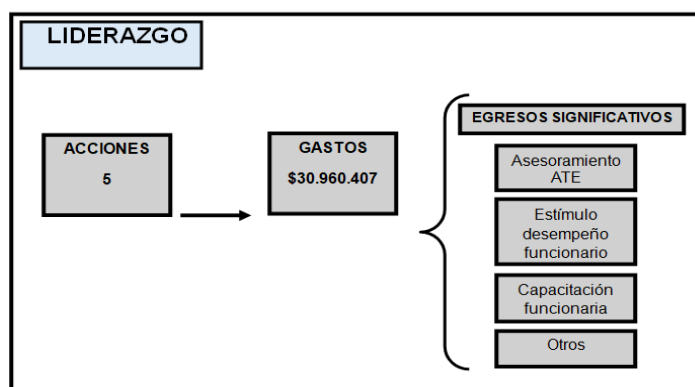 LIDERAZGO
ACCIONES
5
GASTOS
$30.960.407
EGRESOS SIGNIFICATIVOS
Asesoramiento
ATE
Estímulo
desempeño
funcionario
Capacitación
funcionaria
Otros